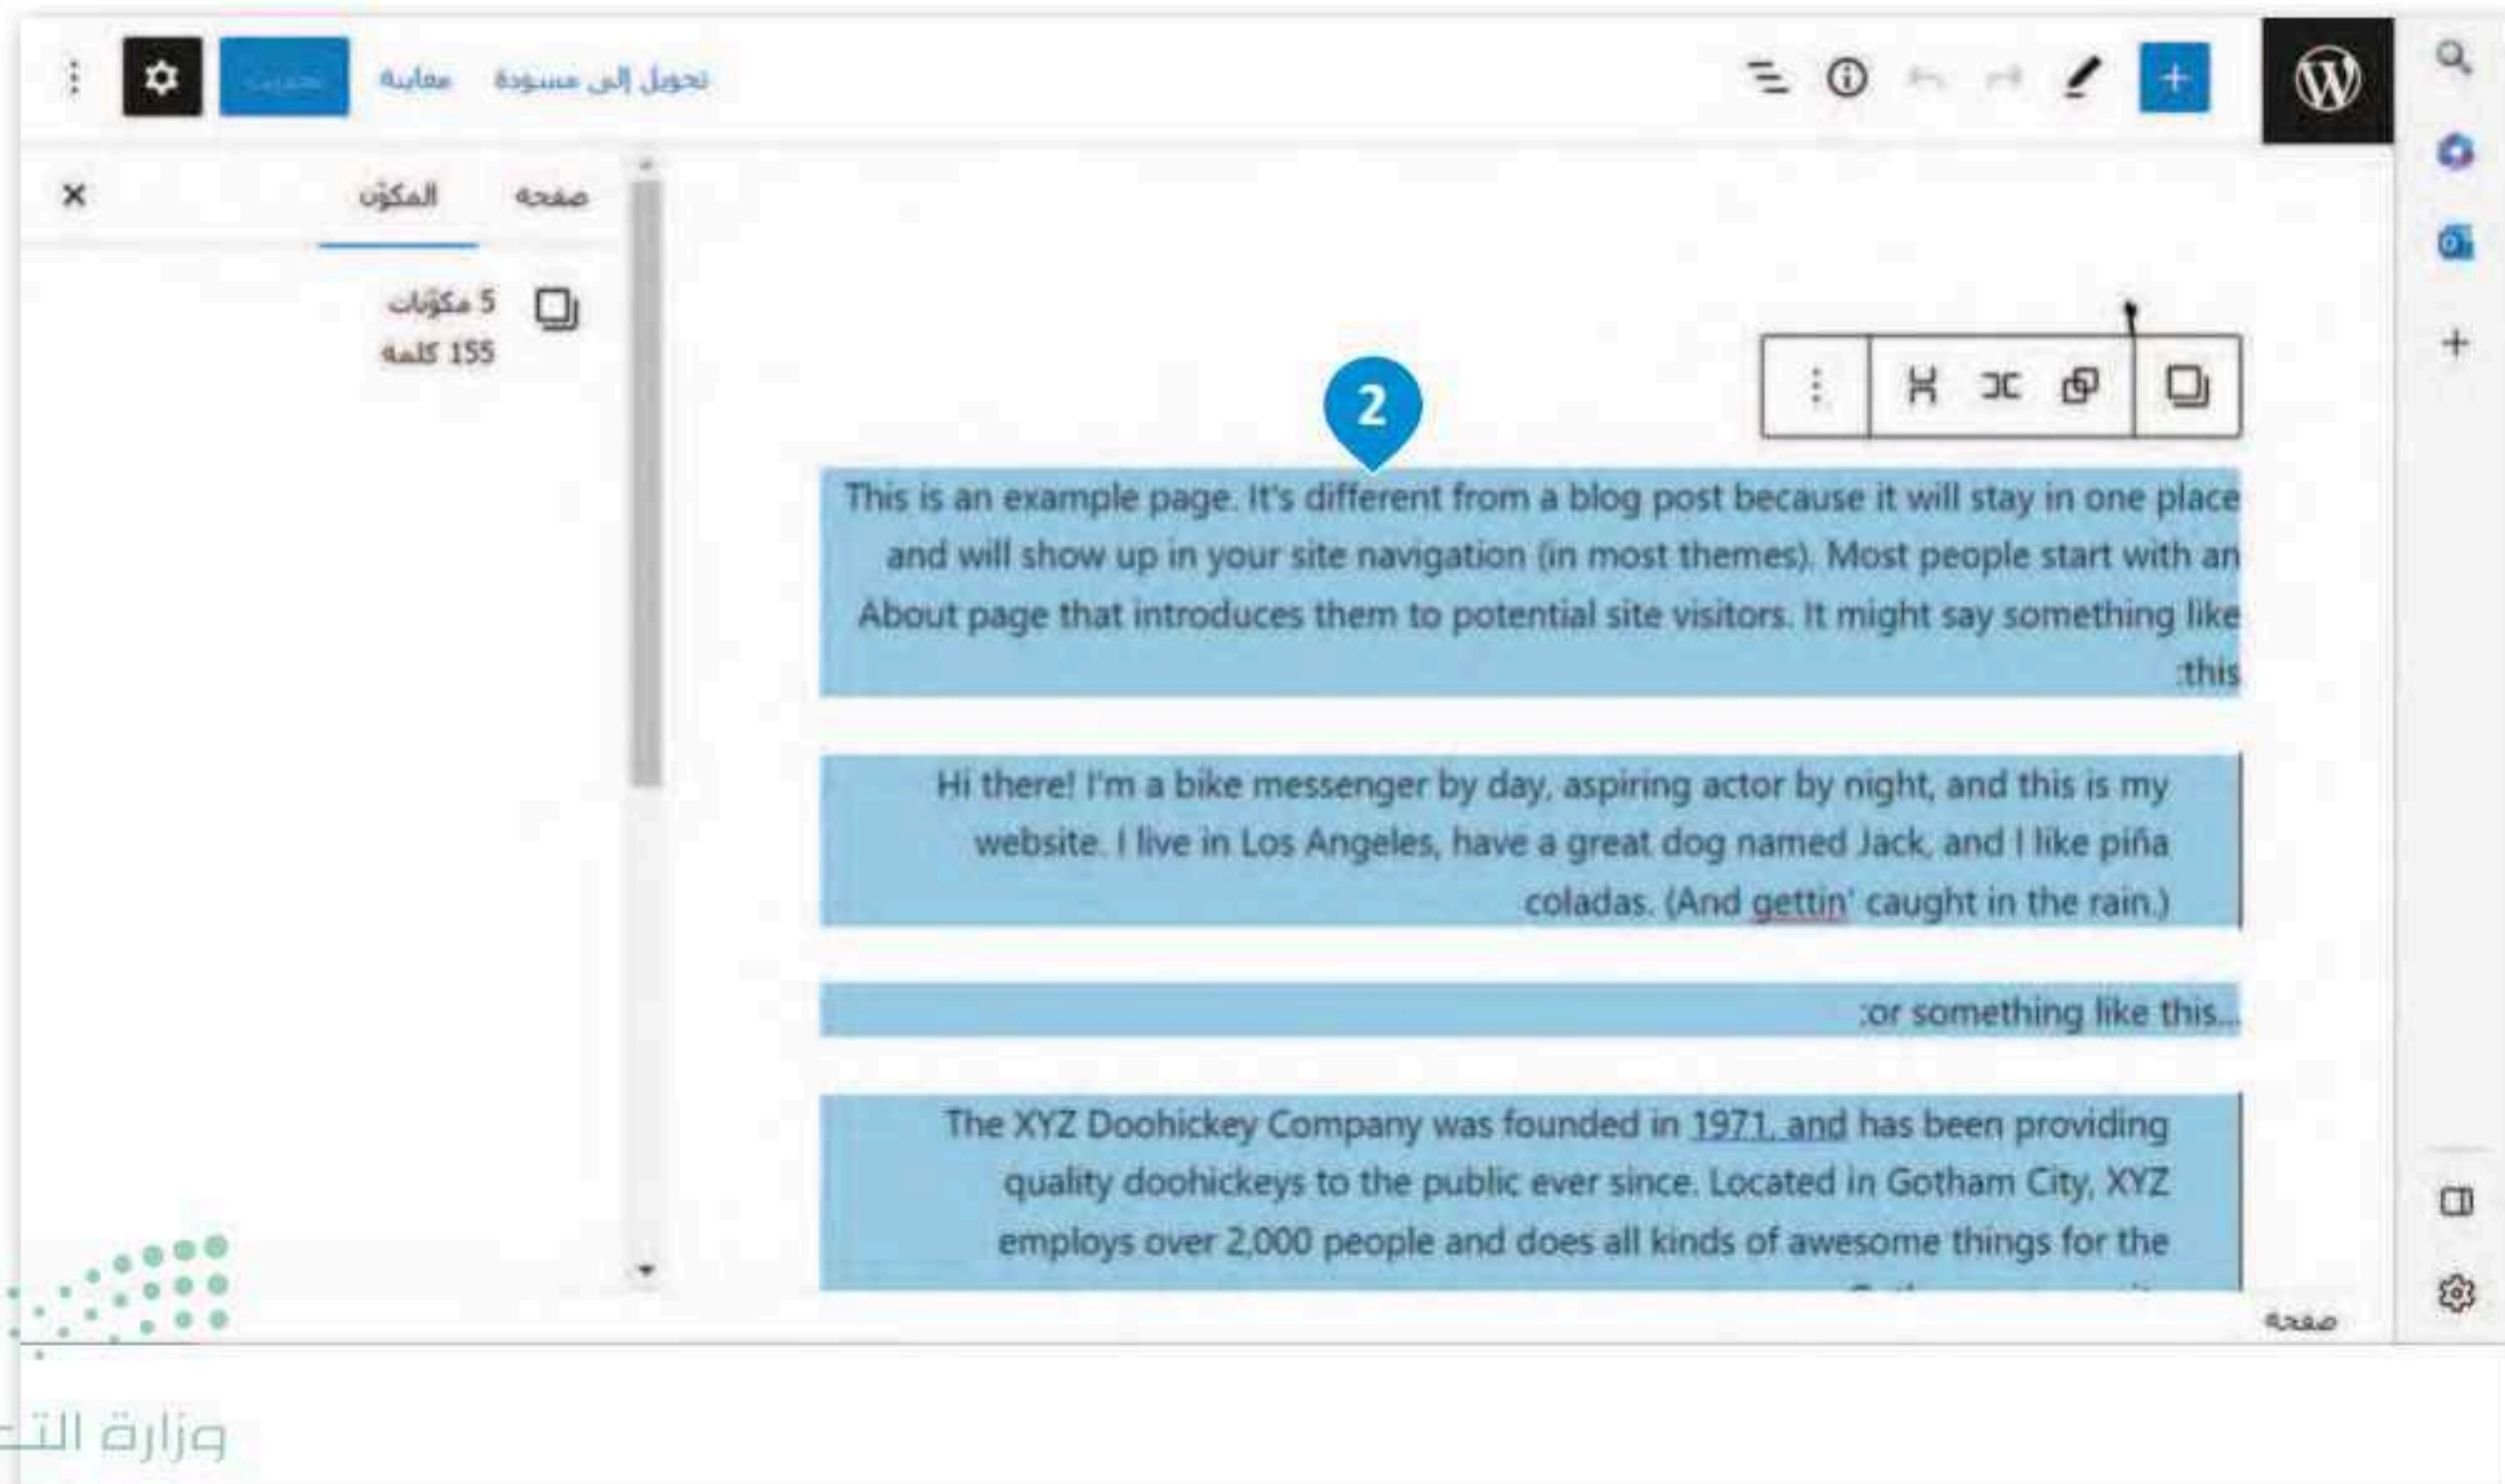 تحويل إلى مسودة
معاينة
صفحة
المكوّن
5 مكوّنات
155 كلمة
2
This is an example page. It's different from a blog post because it will stay in one place
and will show up in your site navigation (in most themes). Most people start with an
About page that introduces them to potential site visitors. It might say something like
:this
Hi there! I'm a bike messenger by day, aspiring actor by night, and this is my
website. I live in Los Angeles, have a great dog named Jack, and I like piña
coladas. (And gettin' caught in the rain.)
:or something like this...
The XYZ Doohickey Company was founded in 1971, and has been providing
quality doohickeys to the public ever since. Located in Gotham City, XYZ
employs over 2,000 people and does all kinds of awesome things for the
صفحة
وزارة